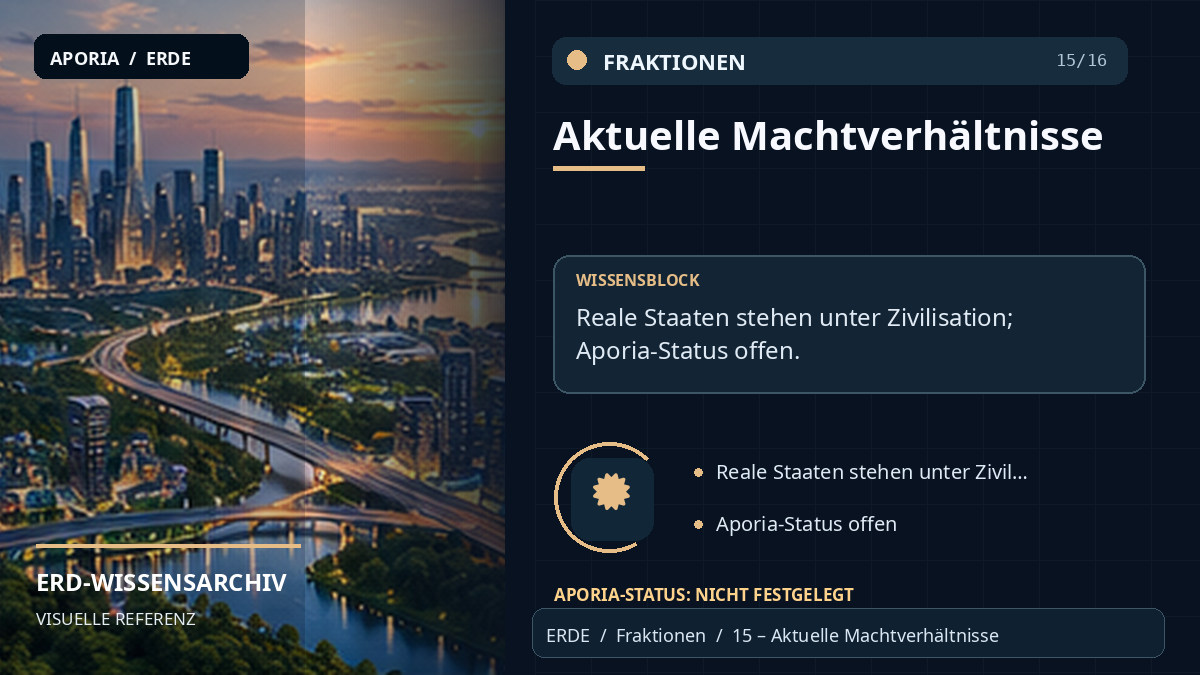 APORIA / ERDE
ERD-WISSENSARCHIV
VISUELLE REFERENZ
FRAKTIONEN
15/16
Aktuelle Machtverhältnisse
WISSENSBLOCK
Reale Staaten stehen unter Zivilisation;
Aporia-Status offen.
Reale Staaten stehen unter Zivil…
Aporia-Status offen
APORIA-STATUS: NICHT FESTGELEGT
ERDE / Fraktionen / 15 – Aktuelle Machtverhältnisse